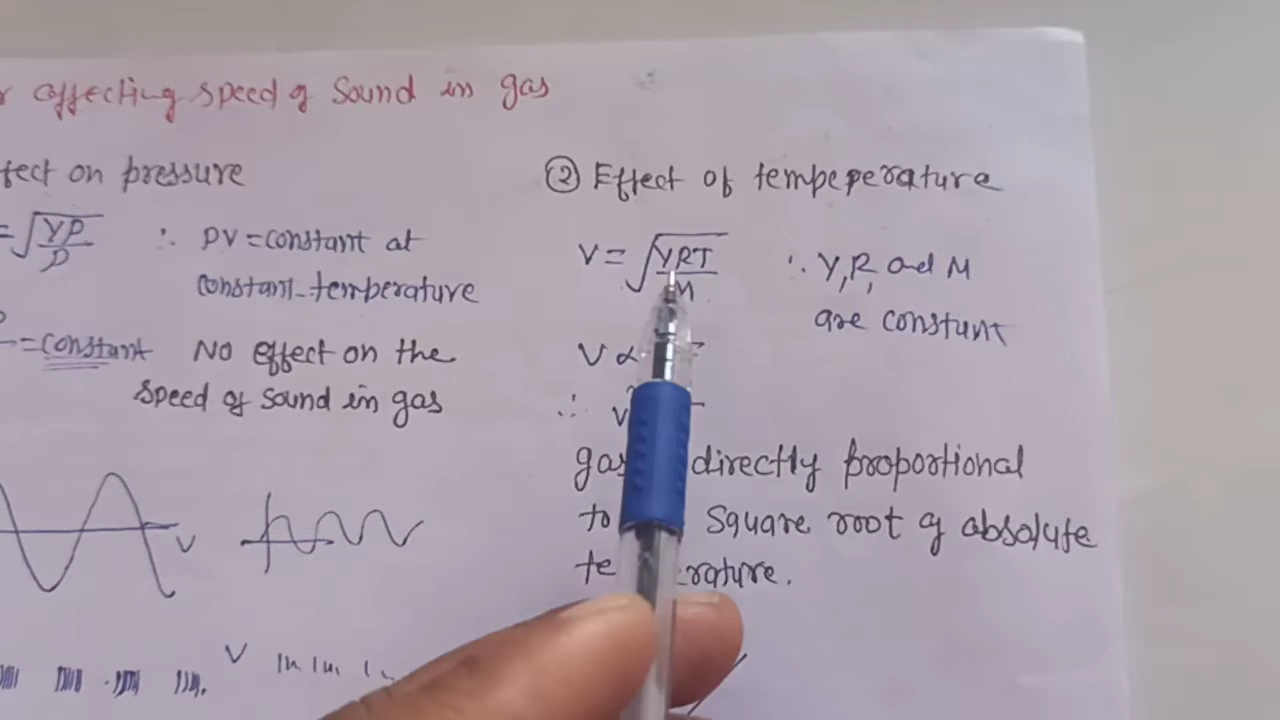 affecting speed of Sound in gas
fect on pressure
=√γP/ρ ∴ PV = constant at
constant temperature
= constant No effect on the
speed of sound in gas
V
V
② Effect of tempeperature
V = √γRT/M ∴ γ, R, and M
are constant
V ∝
∴ V
gas directly proportional
to Square root of absolute
te rature.